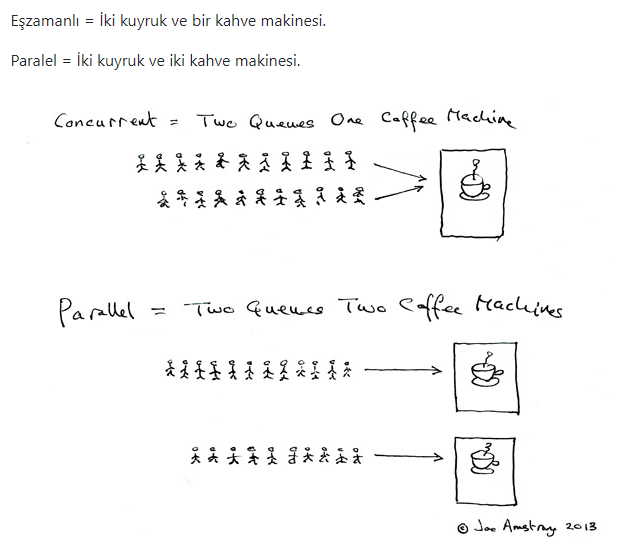 Eşzamanlı = İki kuyruk ve bir kahve makinesi.
Paralel = İki kuyruk ve iki kahve makinesi.
Concurrent = Two Queues One Coffee Machine
Parallel = Two Queues Two Coffee Machines
© Joe Armstrong 2013